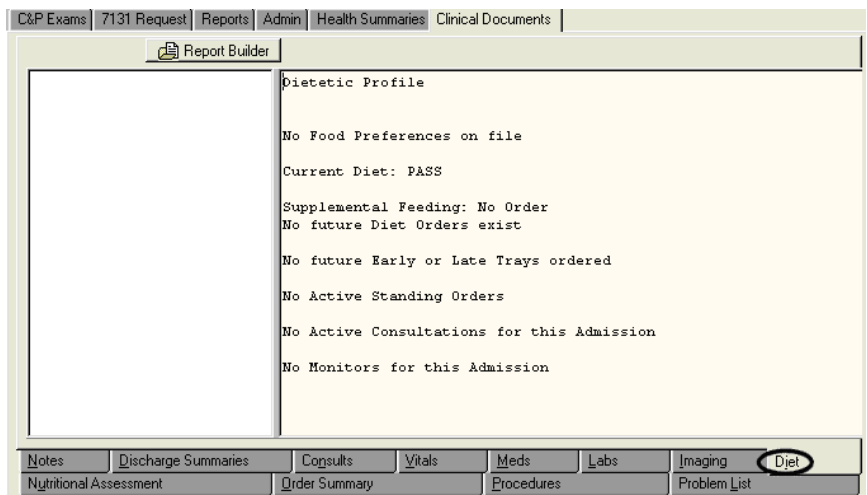 C&P Exams 7131 Request Reports Admin Health Summaries Clinical Documents
Report Builder
Dietetic Profile
No Food Preferences on file
Current Diet: PASS
Supplemental Feeding: No Order
No future Diet Orders exist
No future Early or Late Trays ordered
No Active Standing Orders
No Active Consultations for this Admission
No Monitors for this Admission
Notes Discharge Summaries Consults Vitals Meds Labs Imaging Diet
Nutritional Assessment Order Summary Procedures Problem List